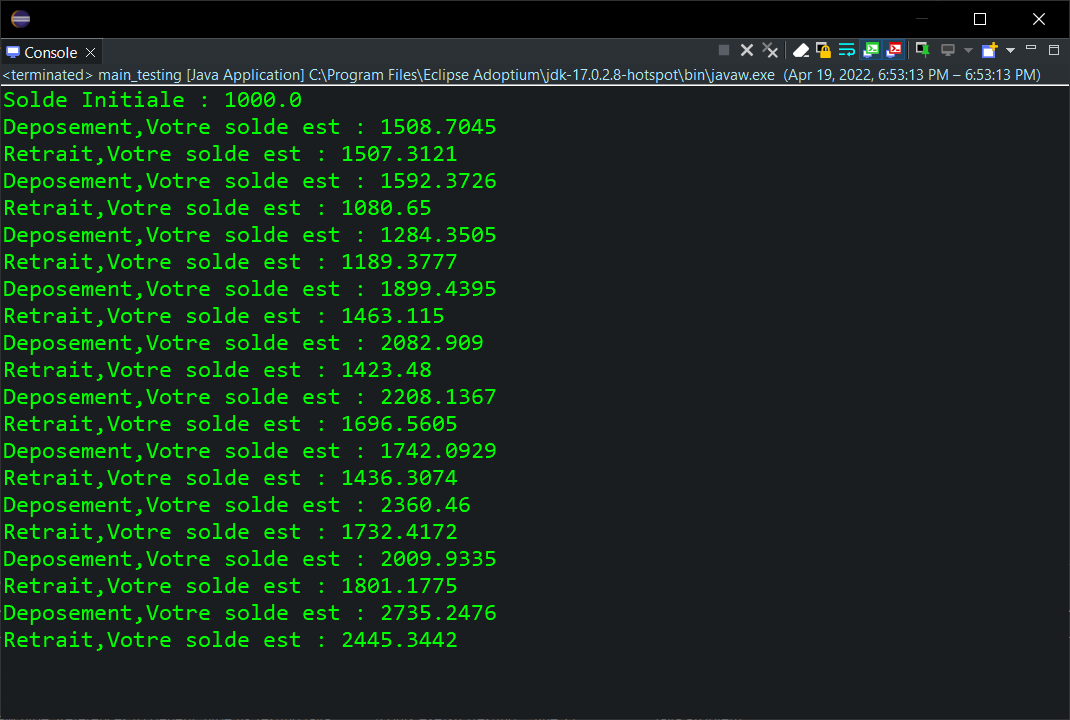 Console
<terminated> main_testing [Java Application] C:\Program Files\Eclipse Adoptium\jdk-17.0.2.8-hotspot\bin\javaw.exe (Apr 19, 2022, 6:53:13 PM – 6:53:13 PM)
Solde Initiale : 1000.0
Deposement,Votre solde est : 1508.7045
Retrait,Votre solde est : 1507.3121
Deposement,Votre solde est : 1592.3726
Retrait,Votre solde est : 1080.65
Deposement,Votre solde est : 1284.3505
Retrait,Votre solde est : 1189.3777
Deposement,Votre solde est : 1899.4395
Retrait,Votre solde est : 1463.115
Deposement,Votre solde est : 2082.909
Retrait,Votre solde est : 1423.48
Deposement,Votre solde est : 2208.1367
Retrait,Votre solde est : 1696.5605
Deposement,Votre solde est : 1742.0929
Retrait,Votre solde est : 1436.3074
Deposement,Votre solde est : 2360.46
Retrait,Votre solde est : 1732.4172
Deposement,Votre solde est : 2009.9335
Retrait,Votre solde est : 1801.1775
Deposement,Votre solde est : 2735.2476
Retrait,Votre solde est : 2445.3442